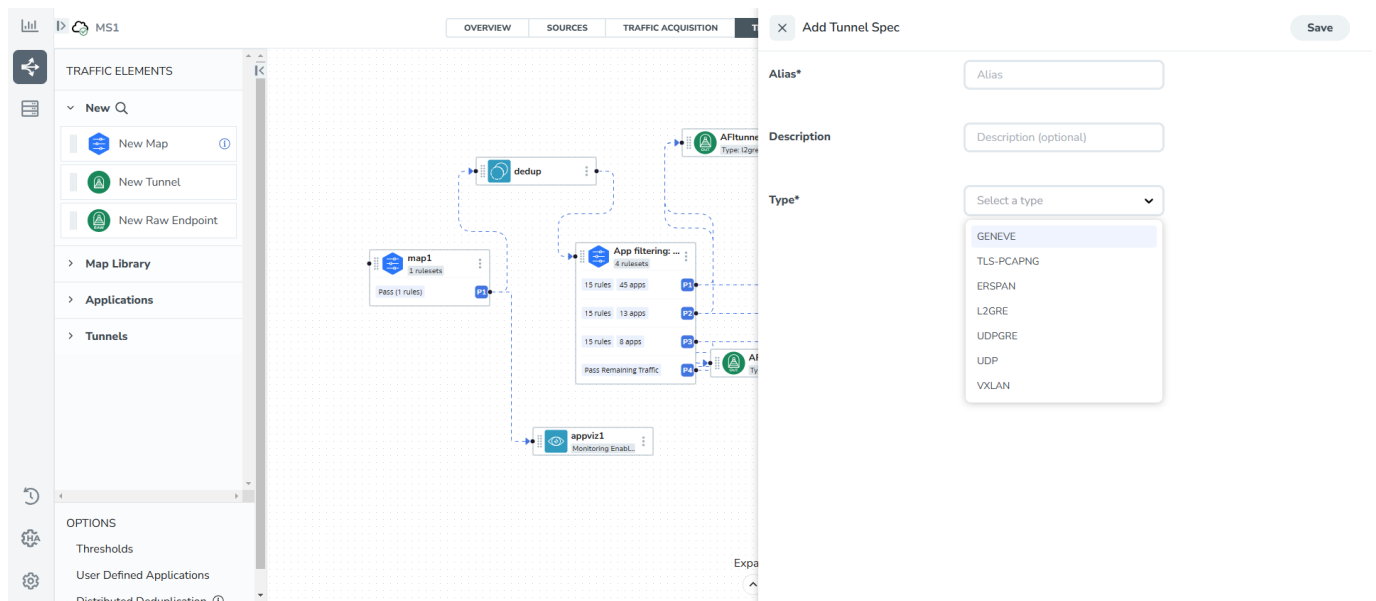 MS1
OVERVIEW
SOURCES
TRAFFIC ACQUISITION
TRAFFIC ELEMENTS
New
New Map
New Tunnel
New Raw Endpoint
Map Library
Applications
Tunnels
OPTIONS
Thresholds
User Defined Applications
Distributed Deduplication
HA
dedup
map1
1 rulesets
Pass (1 rules)
P1
AFItunne
Type: l2gre
App filtering: ...
4 rulesets
15 rules 45 apps P1
15 rules 13 apps P2
15 rules 8 apps P3
Pass Remaining Traffic P4
appviz1
Monitoring Enabl...
Expa
Add Tunnel Spec
Save
Alias*
Alias
Description
Description (optional)
Type*
Select a type
GENEVE
TLS-PCAPNG
ERSPAN
L2GRE
UDPGRE
UDP
VXLAN